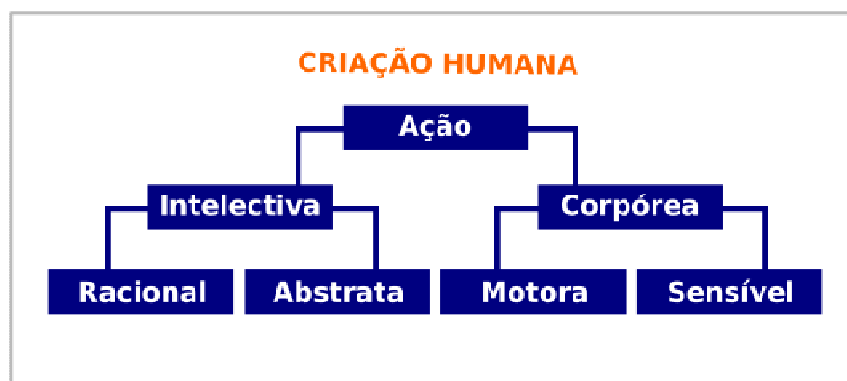 CRIAÇÃO HUMANA
Ação
Intelectiva Corpórea
Racional Abstrata Motora Sensível